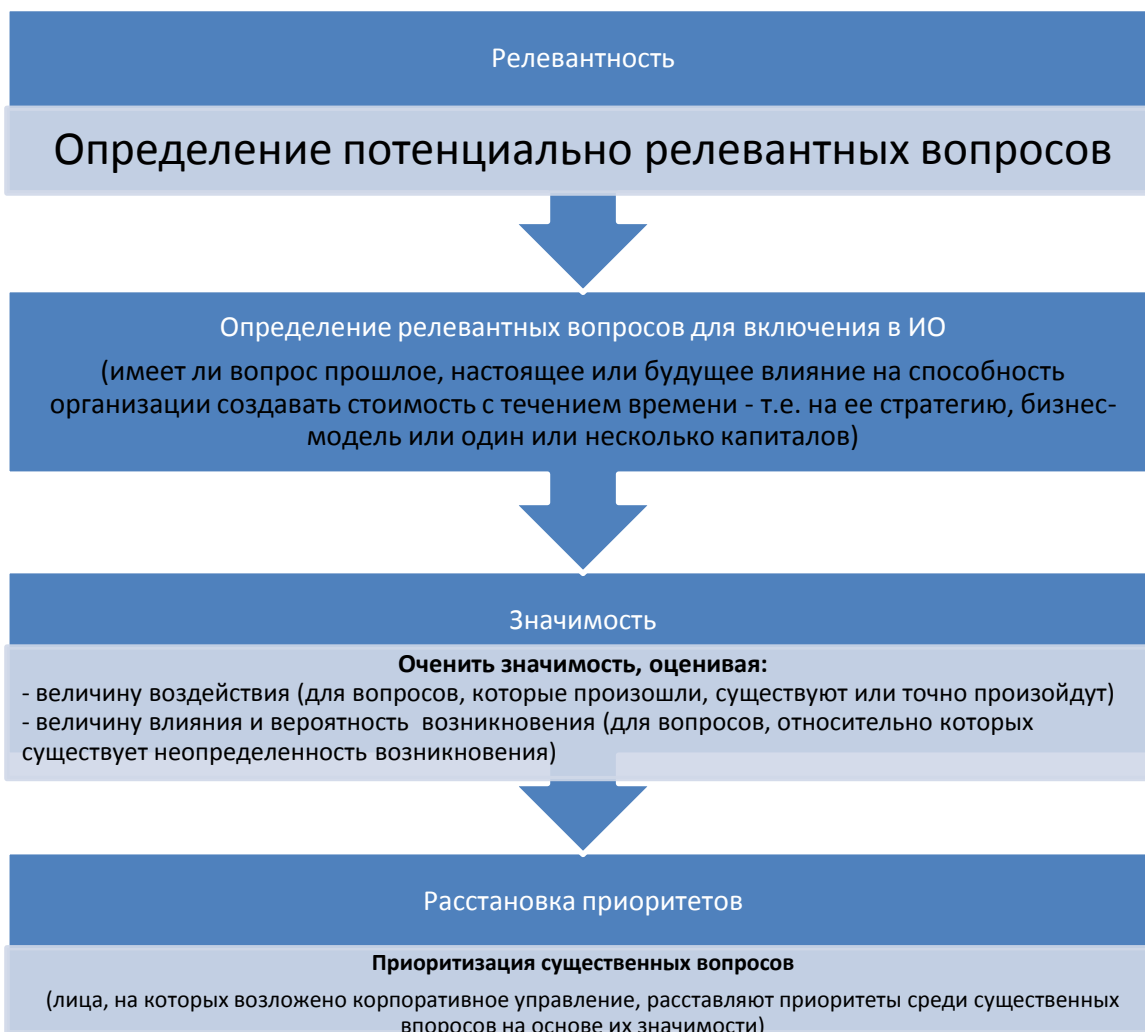 Релевантность
Определение потенциально релевантных вопросов
Определение релевантных вопросов для включения в ИО
(имеет ли вопрос прошлое, настоящее или будущее влияние на способность
организации создавать стоимость с течением времени - т.е. на ее стратегию, бизнес-
модель или один или несколько капиталов)
Значимость
Оченить значимость, оценивая:
- величину воздействия (для вопросов, которые произошли, существуют или точно произойдут)
- величину влияния и вероятность возникновения (для вопросов, относительно которых
существует неопределенность возникновения)
Расстановка приоритетов
Приоритизация существенных вопросов
(лица, на которых возложено корпоративное управление, расставляют приоритеты среди существенных
впоросов на основе их значимости)